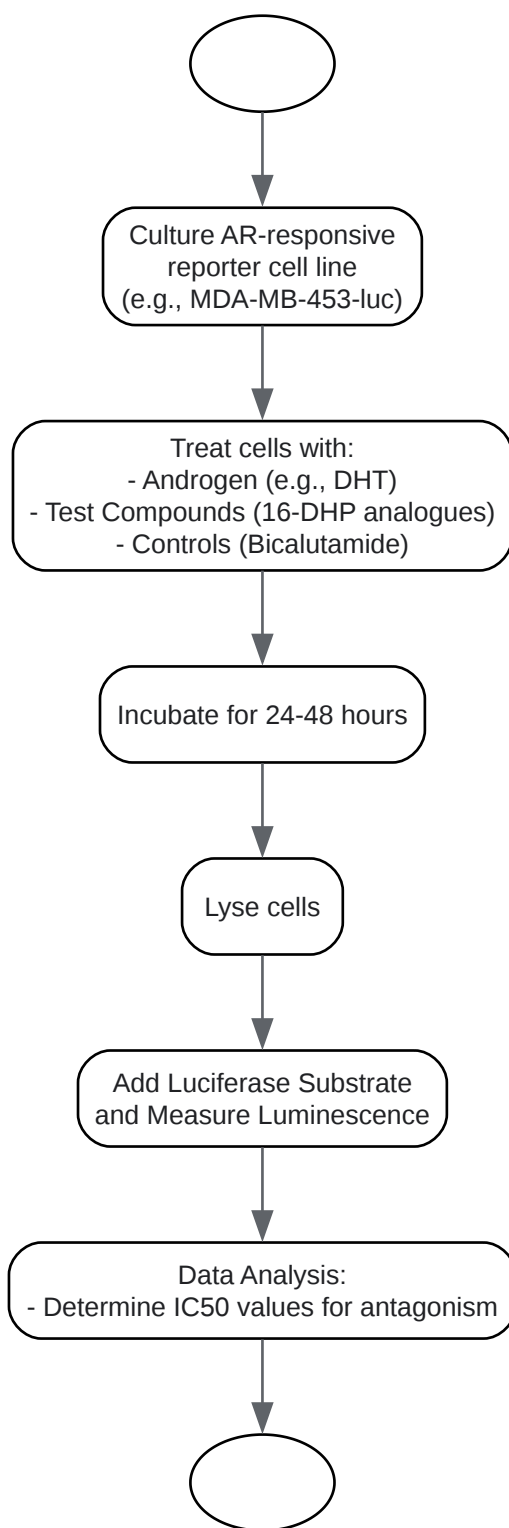 Culture AR-responsive
reporter cell line
(e.g., MDA-MB-453-luc)
Treat cells with:
- Androgen (e.g., DHT)
- Test Compounds (16-DHP analogues)
- Controls (Bicalutamide)
Incubate for 24-48 hours
Lyse cells
Add Luciferase Substrate
and Measure Luminescence
Data Analysis:
- Determine IC50 values for antagonism